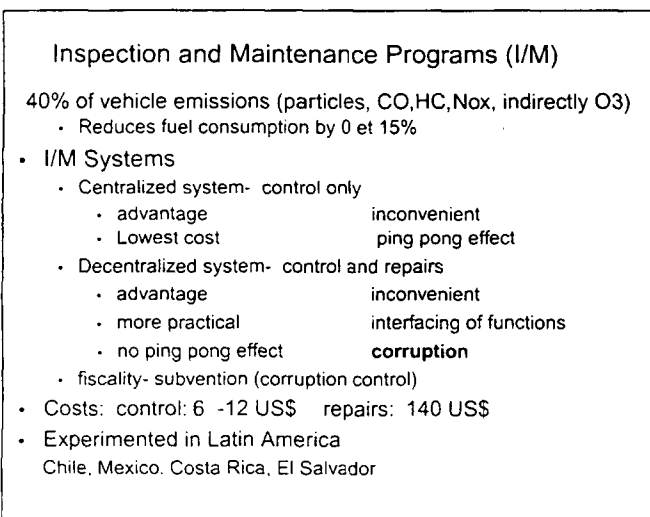 Inspection and Maintenance Programs (I/M)
40% of vehicle emissions (particles, CO,HC,Nox, indirectly O3)
• Reduces fuel consumption by 0 et 15%
• I/M Systems
• Centralized system- control only
• advantage inconvenient
• Lowest cost ping pong effect
• Decentralized system- control and repairs
• advantage inconvenient
• more practical interfacing of functions
• no ping pong effect corruption
• fiscality- subvention (corruption control)
• Costs: control: 6 -12 US$ repairs: 140 US$
• Experimented in Latin America
Chile, Mexico. Costa Rica, El Salvador